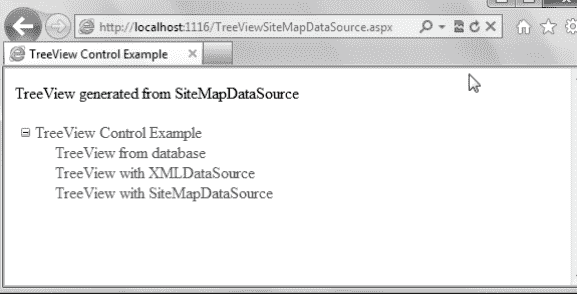 http://localhost:1116/TreeViewSiteMapDataSource.aspx
TreeView Control Example
TreeView generated from SiteMapDataSource
TreeView Control Example
TreeView from database
TreeView with XMLDataSource
TreeView with SiteMapDataSource